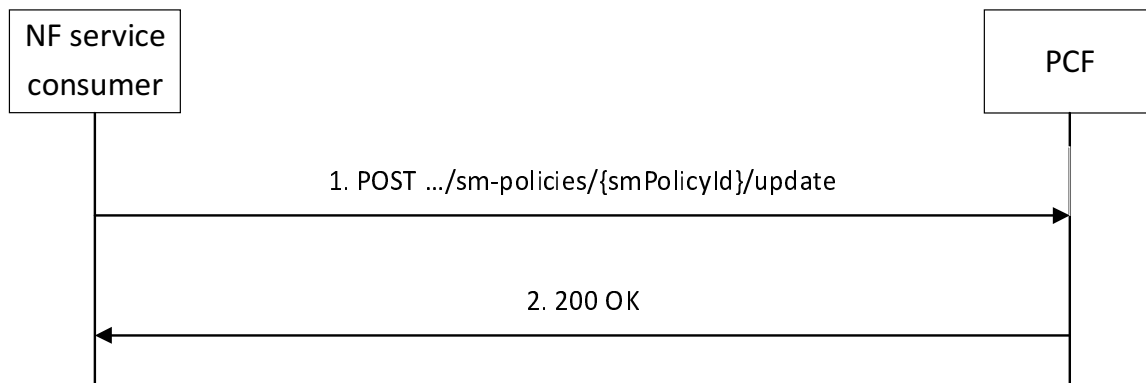 NF service
consumer
PCF
1. POST .../sm-policies/{smPolicyId}/update
2. 200 OK